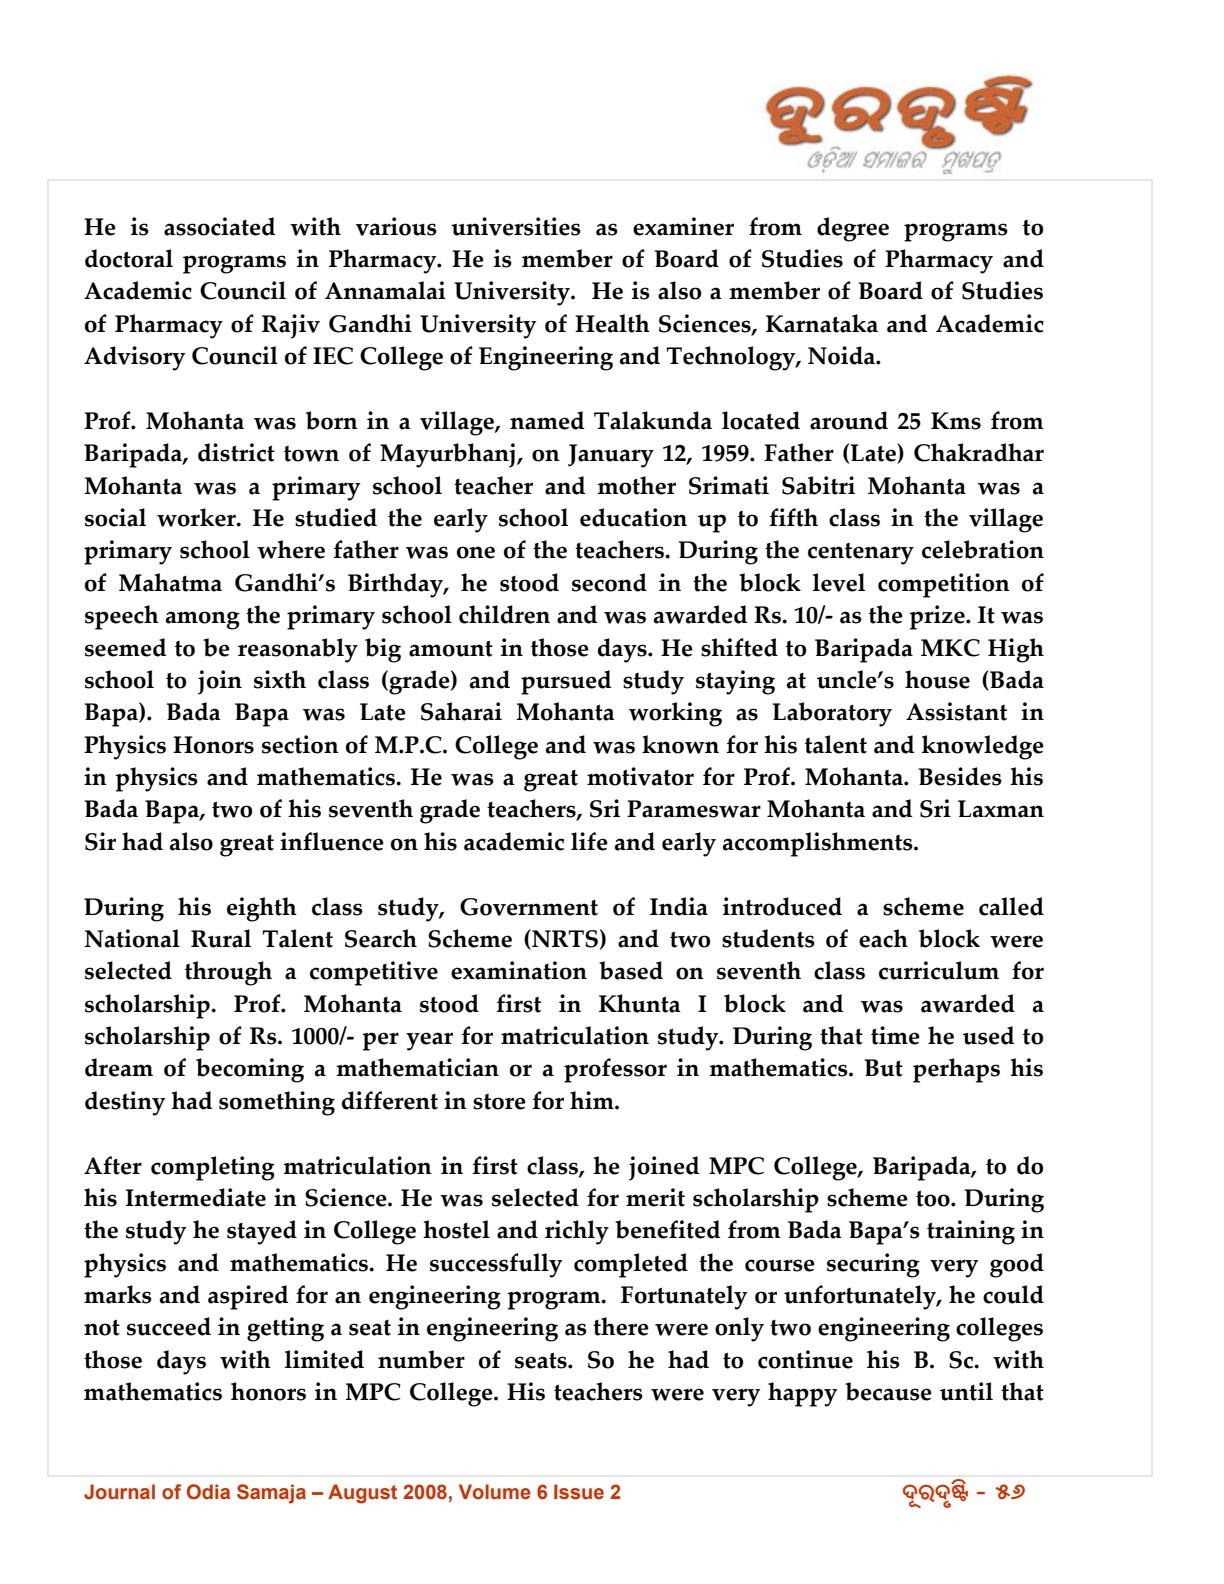 ଦୂରଦୃଷ୍ଟି
ଓଡ଼ିଆ ସମାଜର ମୁଖପତ୍ର
He is associated with various universities as examiner from degree programs to
doctoral programs in Pharmacy. He is member of Board of Studies of Pharmacy and
Academic Council of Annamalai University. He is also a member of Board of Studies
of Pharmacy of Rajiv Gandhi University of Health Sciences, Karnataka and Academic
Advisory Council of IEC College of Engineering and Technology, Noida.
Prof. Mohanta was born in a village, named Talakunda located around 25 Kms from
Baripada, district town of Mayurbhanj, on January 12, 1959. Father (Late) Chakradhar
Mohanta was a primary school teacher and mother Srimati Sabitri Mohanta was a
social worker. He studied the early school education up to fifth class in the village
primary school where father was one of the teachers. During the centenary celebration
of Mahatma Gandhi’s Birthday, he stood second in the block level competition of
speech among the primary school children and was awarded Rs. 10/- as the prize. It was
seemed to be reasonably big amount in those days. He shifted to Baripada MKC High
school to join sixth class (grade) and pursued study staying at uncle’s house (Bada
Bapa). Bada Bapa was Late Saharai Mohanta working as Laboratory Assistant in
Physics Honors section of M.P.C. College and was known for his talent and knowledge
in physics and mathematics. He was a great motivator for Prof. Mohanta. Besides his
Bada Bapa, two of his seventh grade teachers, Sri Parameswar Mohanta and Sri Laxman
Sir had also great influence on his academic life and early accomplishments.
During his eighth class study, Government of India introduced a scheme called
National Rural Talent Search Scheme (NRTS) and two students of each block were
selected through a competitive examination based on seventh class curriculum for
scholarship. Prof. Mohanta stood first in Khunta I block and was awarded a
scholarship of Rs. 1000/- per year for matriculation study. During that time he used to
dream of becoming a mathematician or a professor in mathematics. But perhaps his
destiny had something different in store for him.
After completing matriculation in first class, he joined MPC College, Baripada, to do
his Intermediate in Science. He was selected for merit scholarship scheme too. During
the study he stayed in College hostel and richly benefited from Bada Bapa’s training in
physics and mathematics. He successfully completed the course securing very good
marks and aspired for an engineering program. Fortunately or unfortunately, he could
not succeed in getting a seat in engineering as there were only two engineering colleges
those days with limited number of seats. So he had to continue his B. Sc. with
mathematics honors in MPC College. His teachers were very happy because until that
Journal of Odia Samaja – August 2008, Volume 6 Issue 2
ଦୂରଦୃଷ୍ଟି - ୫୬